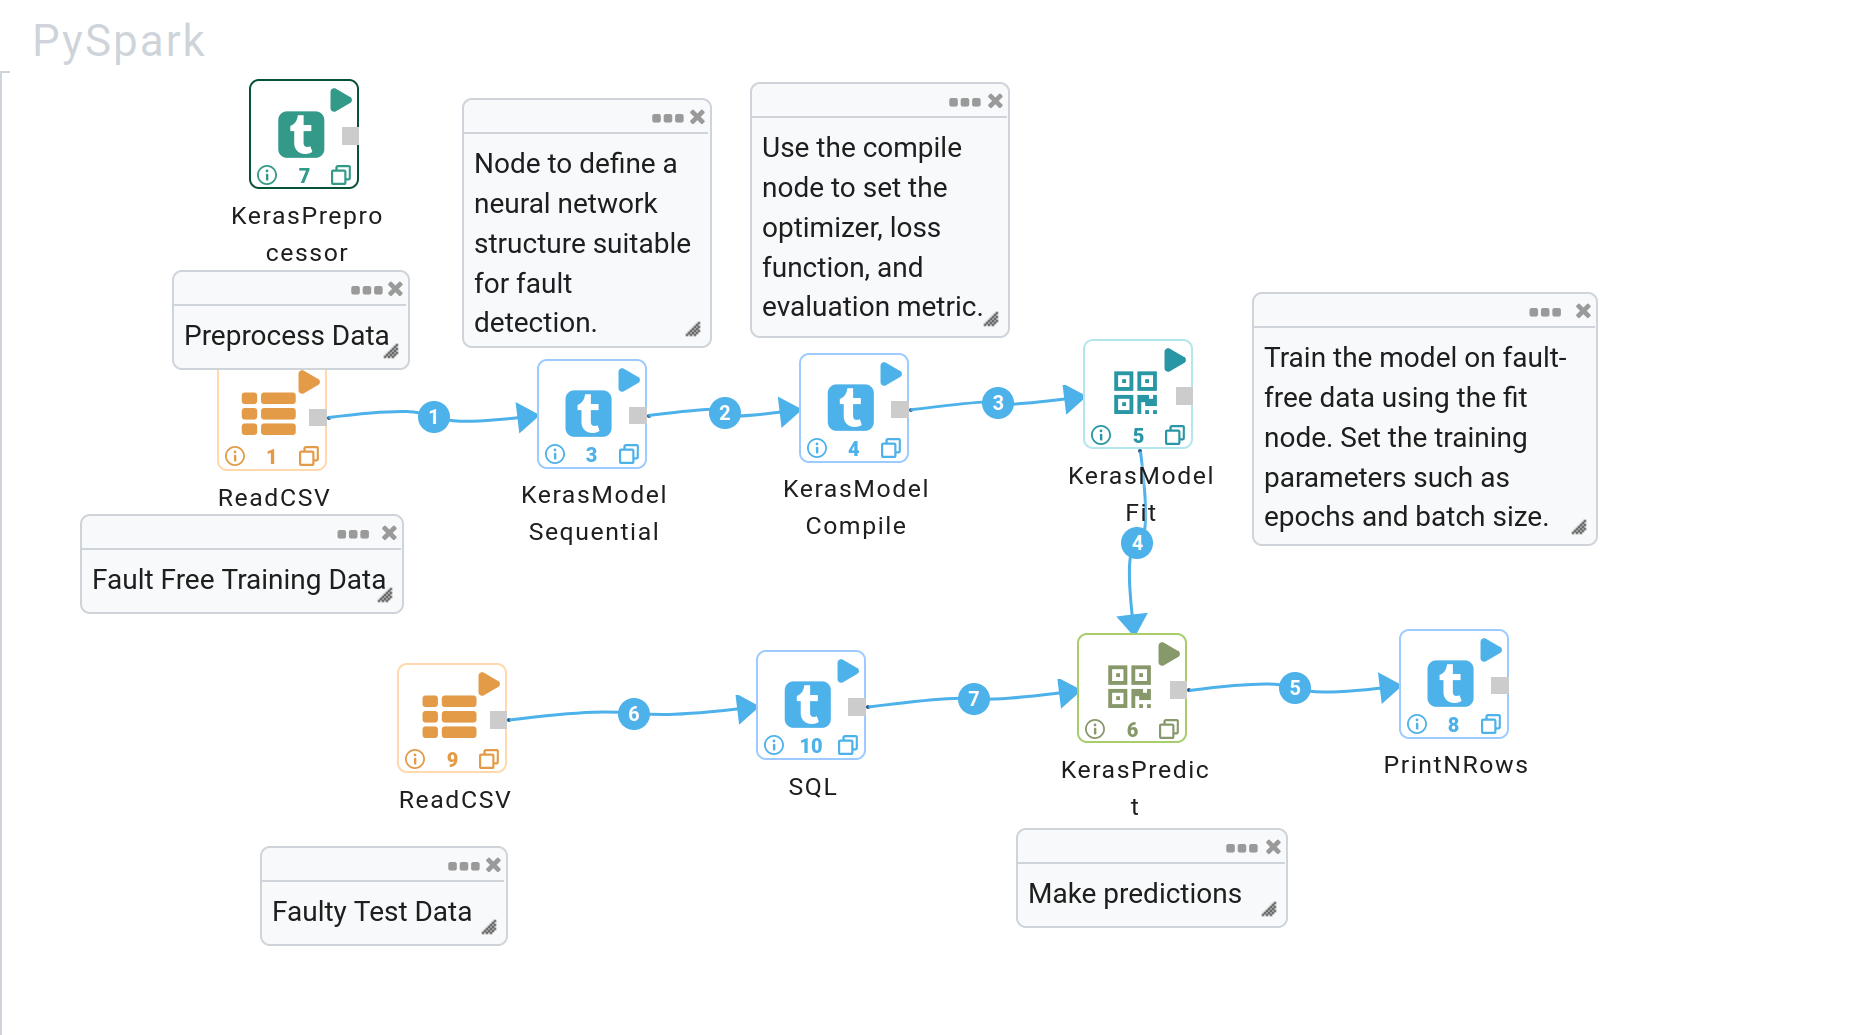 PySpark
t
7
KerasPrepro
cessor
Preprocess Data
Node to define a
neural network
structure suitable
for fault
detection.
Use the compile
node to set the
optimizer, loss
function, and
evaluation metric.
Train the model on fault-
free data using the fit
node. Set the training
parameters such as
epochs and batch size.
1
ReadCSV
Fault Free Training Data
1
t
3
KerasModel
Sequential
2
t
4
KerasModel
Compile
3
5
KerasModel
Fit
4
9
ReadCSV
Faulty Test Data
6
t
10
SQL
7
6
KerasPredic
t
Make predictions
5
t
8
PrintNRows